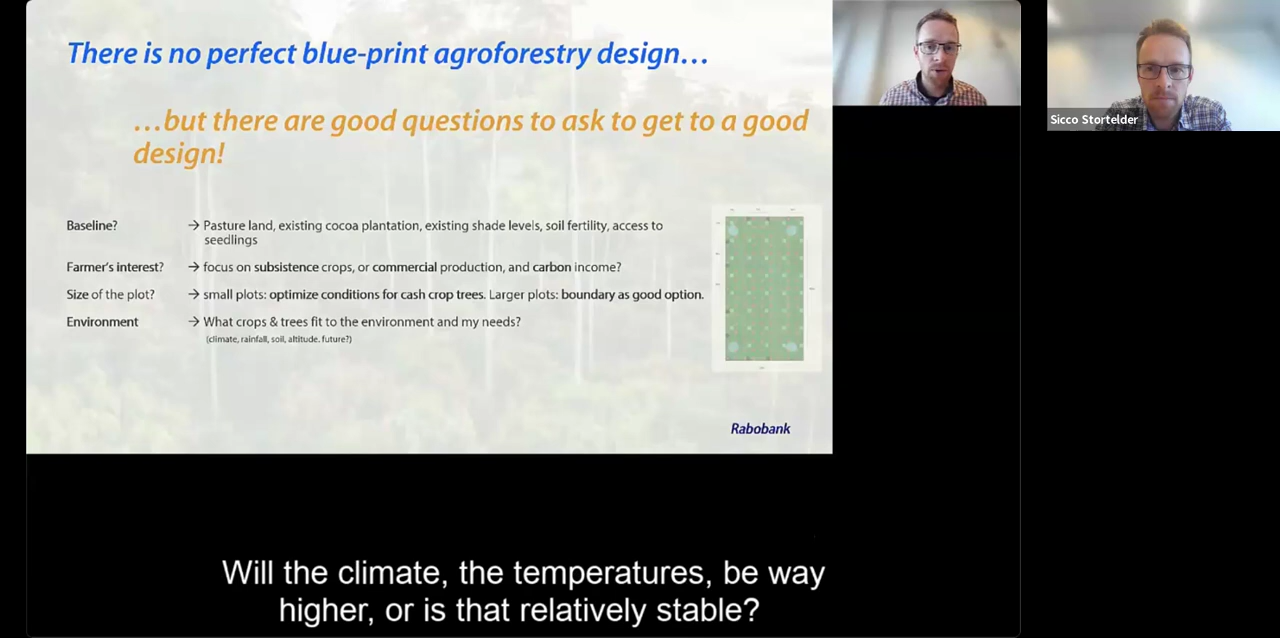 There is no perfect blue-print agroforestry design…
…but there are good questions to ask to get to a good
design!
Baseline? → Pasture land, existing cocoa plantation, existing shade levels, soil fertility, access to
seedlings
Farmer's interest? → focus on subsistence crops, or commercial production, and carbon income?
Size of the plot? → small plots: optimize conditions for cash crop trees. Larger plots: boundary as good option.
Environment → What crops & trees fit to the environment and my needs?
(climate, rainfall, soil, altitude. future?)
Rabobank
Sicco Stortelder
Will the climate, the temperatures, be way
higher, or is that relatively stable?